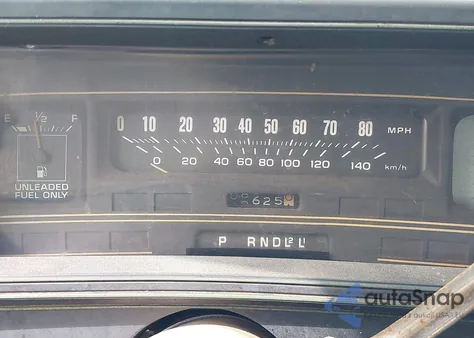 E 1/2 F
UNLEADED
FUEL ONLY
0 10 20 30 40 50 60 70 80 MPH
0 20 40 60 80 100 120 140 km/h
625
P RNDL2L
autoSnap